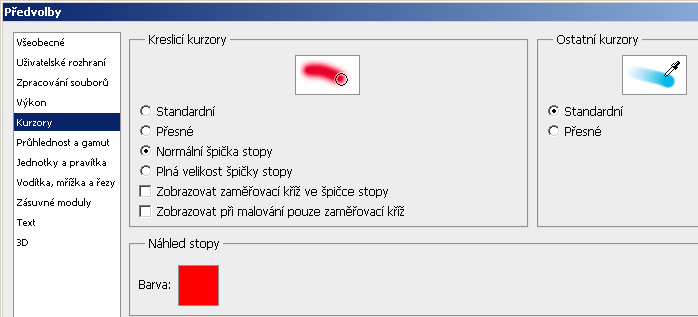 Předvolby
Všeobecné
Uživatelské rozhraní
Zpracování souborů
Výkon
Kurzory
Průhlednost a gamut
Jednotky a pravítka
Vodítka, mřížka a řezy
Zásuvné moduly
Text
3D
Kreslicí kurzory
Standardní
Přesné
Normální špička stopy
Plná velikost špičky stopy
Zobrazovat zaměřovací kříž ve špičce stopy
Zobrazovat při malování pouze zaměřovací kříž
Ostatní kurzory
Standardní
Přesné
Náhled stopy
Barva: